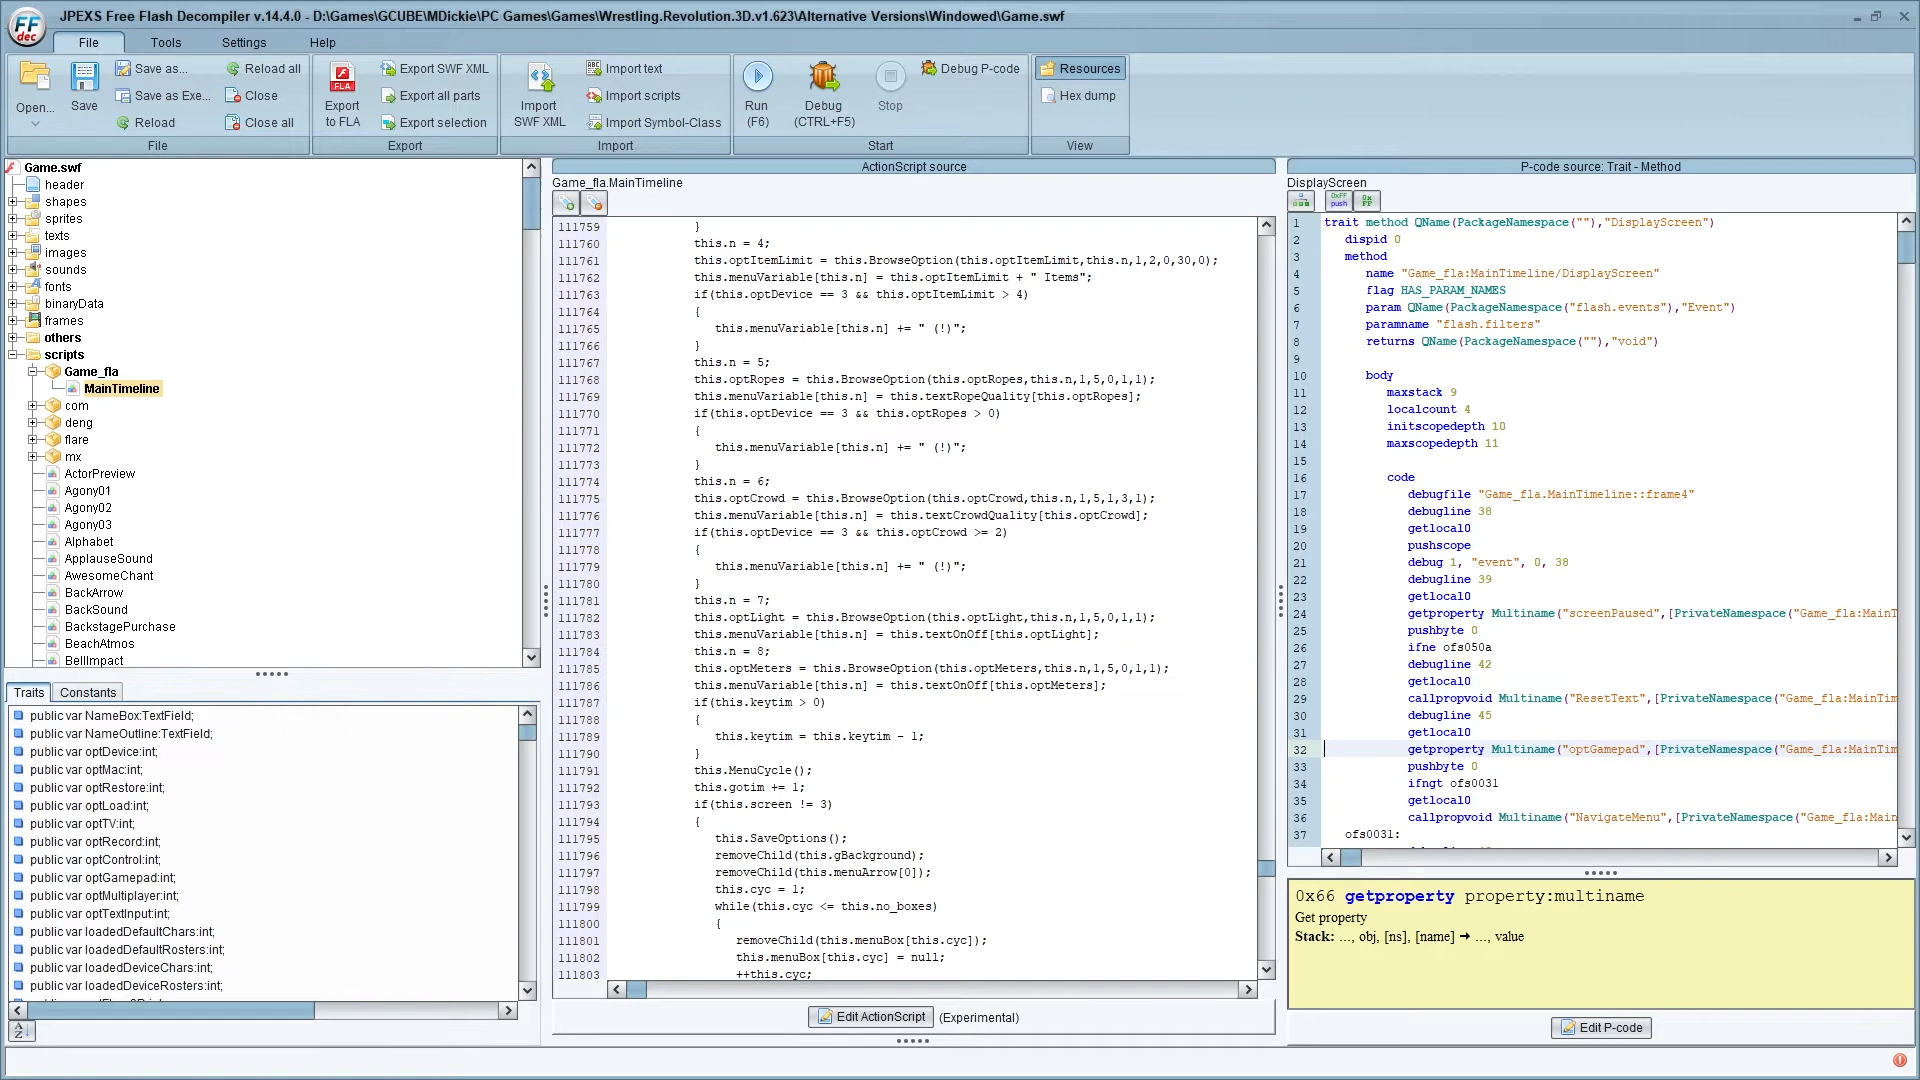 JPEXS Free Flash Decompiler v.14.4.0 - D:\Games\GCUBE\MDickie\PC Games\Games\Wrestling.Revolution.3D.v1.623\Alternative Versions\Windowed\Game.swf
FF dec
File Tools Settings Help
Open... Save Save as... Reload all Export to FLA Export SWF XML Import SWF XML Import text Run (F6) Debug (CTRL+F5) Stop Debug P-code Resources
Save as Exe... Close Export all parts Import scripts Hex dump
Reload Close all Export selection Import Symbol-Class
File Export Import Start View
Game.swf
header
shapes
sprites
texts
images
sounds
fonts
binaryData
frames
others
scripts
Game_fla
MainTimeline
com
deng
flare
mx
ActorPreview
Agony01
Agony02
Agony03
Alphabet
ApplauseSound
AwesomeChant
BackArrow
BackSound
BackstagePurchase
BeachAtmos
BellImpact
Traits Constants
public var NameBox:TextField;
public var NameOutline:TextField;
public var optDevice:int;
public var optMac:int;
public var optRestore:int;
public var optLoad:int;
public var optTV:int;
public var optRecord:int;
public var optControl:int;
public var optGamepad:int;
public var optMultiplayer:int;
public var optTextInput:int;
public var loadedDefaultChars:int;
public var loadedDefaultRosters:int;
public var loadedDeviceChars:int;
public var loadedDeviceRosters:int;
ActionScript source
Game_fla.MainTimeline
111759 }
111760 this.n = 4;
111761 this.optItemLimit = this.BrowseOption(this.optItemLimit,this.n,1,2,0,30,0);
111762 this.menuVariable[this.n] = this.optItemLimit + " Items";
111763 if(this.optDevice == 3 && this.optItemLimit > 4)
111764 {
111765 this.menuVariable[this.n] += " (!)";
111766 }
111767 this.n = 5;
111768 this.optRopes = this.BrowseOption(this.optRopes,this.n,1,5,0,1,1);
111769 this.menuVariable[this.n] = this.textRopeQuality[this.optRopes];
111770 if(this.optDevice == 3 && this.optRopes > 0)
111771 {
111772 this.menuVariable[this.n] += " (!)";
111773 }
111774 this.n = 6;
111775 this.optCrowd = this.BrowseOption(this.optCrowd,this.n,1,5,1,3,1);
111776 this.menuVariable[this.n] = this.textCrowdQuality[this.optCrowd];
111777 if(this.optDevice == 3 && this.optCrowd >= 2)
111778 {
111779 this.menuVariable[this.n] += " (!)";
111780 }
111781 this.n = 7;
111782 this.optLight = this.BrowseOption(this.optLight,this.n,1,5,0,1,1);
111783 this.menuVariable[this.n] = this.textOnOff[this.optLight];
111784 this.n = 8;
111785 this.optMeters = this.BrowseOption(this.optMeters,this.n,1,5,0,1,1);
111786 this.menuVariable[this.n] = this.textOnOff[this.optMeters];
111787 if(this.keytim > 0)
111788 {
111789 this.keytim = this.keytim - 1;
111790 }
111791 this.MenuCycle();
111792 this.gotim += 1;
111793 if(this.screen != 3)
111794 {
111795 this.SaveOptions();
111796 removeChild(this.gBackground);
111797 removeChild(this.menuArrow[0]);
111798 this.cyc = 1;
111799 while(this.cyc <= this.no_boxes)
111800 {
111801 removeChild(this.menuBox[this.cyc]);
111802 this.menuBox[this.cyc] = null;
111803 ++this.cyc;
Edit ActionScript (Experimental)
P-code source: Trait - Method
DisplayScreen
1 trait method QName(PackageNamespace(""),"DisplayScreen")
2 dispid 0
3 method
4 name "Game_fla:MainTimeline/DisplayScreen"
5 flag HAS_PARAM_NAMES
6 param QName(PackageNamespace("flash.events"),"Event")
7 paramname "flash.filters"
8 returns QName(PackageNamespace(""),"void")
9
10 body
11 maxstack 9
12 localcount 4
13 initscopedepth 10
14 maxscopedepth 11
15
16 code
17 debugfile "Game_fla.MainTimeline::frame4"
18 debugline 38
19 getlocal0
20 pushscope
21 debug 1, "event", 0, 38
22 debugline 39
23 getlocal0
24 getproperty Multiname("screenPaused",[PrivateNamespace("Game_fla:MainT
25 pushbyte 0
26 ifne ofs050a
27 debugline 42
28 getlocal0
29 callpropvoid Multiname("ResetText",[PrivateNamespace("Game_fla:MainTim
30 debugline 45
31 getlocal0
32 getproperty Multiname("optGamepad",[PrivateNamespace("Game_fla:MainTim
33 pushbyte 0
34 ifngt ofs0031
35 getlocal0
36 callpropvoid Multiname("NavigateMenu",[PrivateNamespace("Game_fla:Main
37 ofs0031:
0x66 getproperty property:multiname
Get property
Stack: ..., obj, [ns], [name] ➞ ..., value
Edit P-code